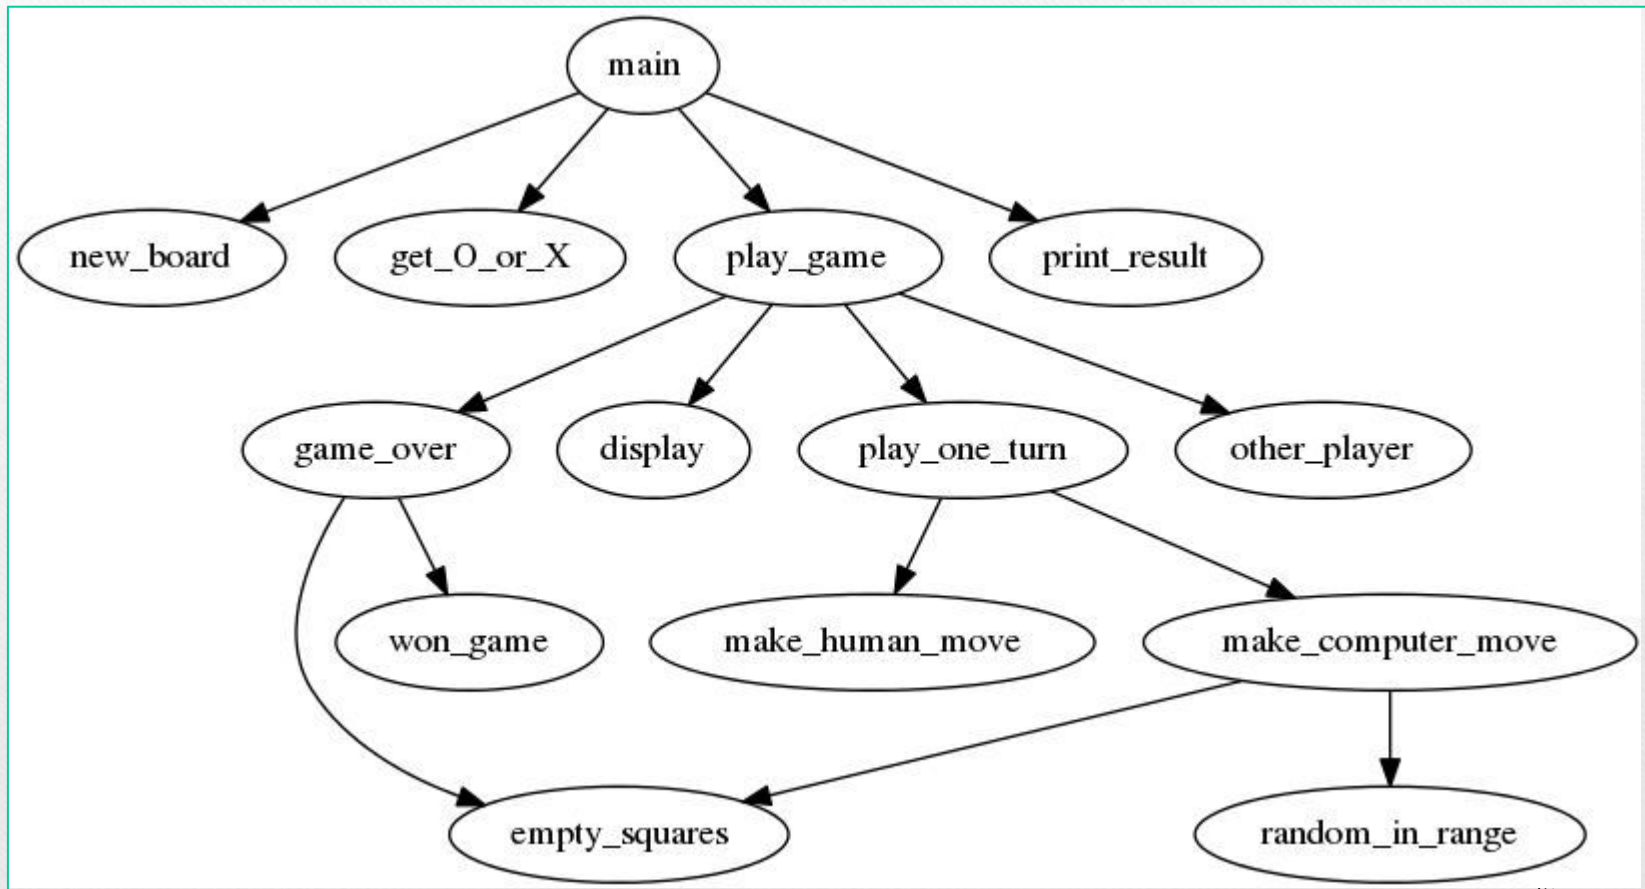 main
new_board
get_O_or_X
play_game
print_result
game_over
display
play_one_turn
other_player
won_game
make_human_move
make_computer_move
empty_squares
random_in_range